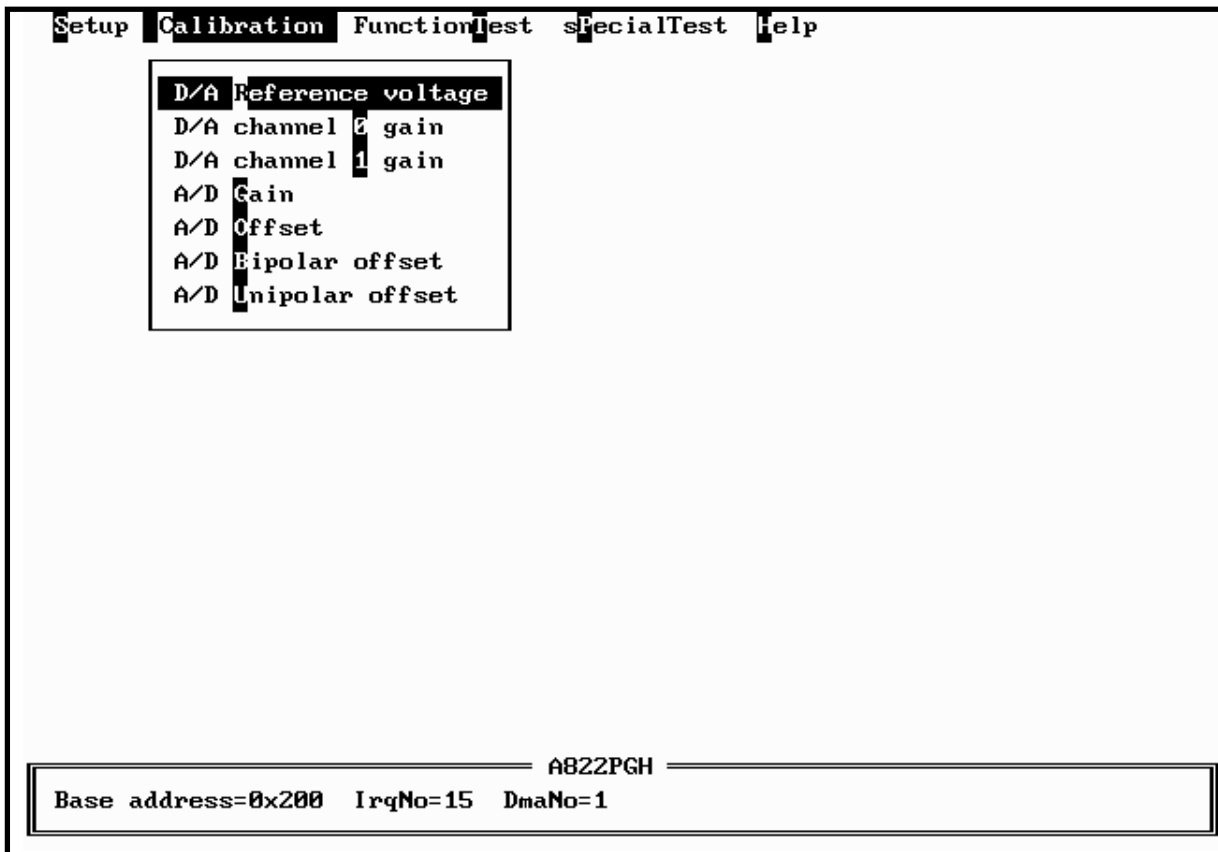 Setup Calibration FunctionTest sPecialTest Help
D/A Reference voltage
D/A channel 0 gain
D/A channel 1 gain
A/D Gain
A/D Offset
A/D Bipolar offset
A/D Unipolar offset
A822PGH
Base address=0x200 IrqNo=15 DmaNo=1